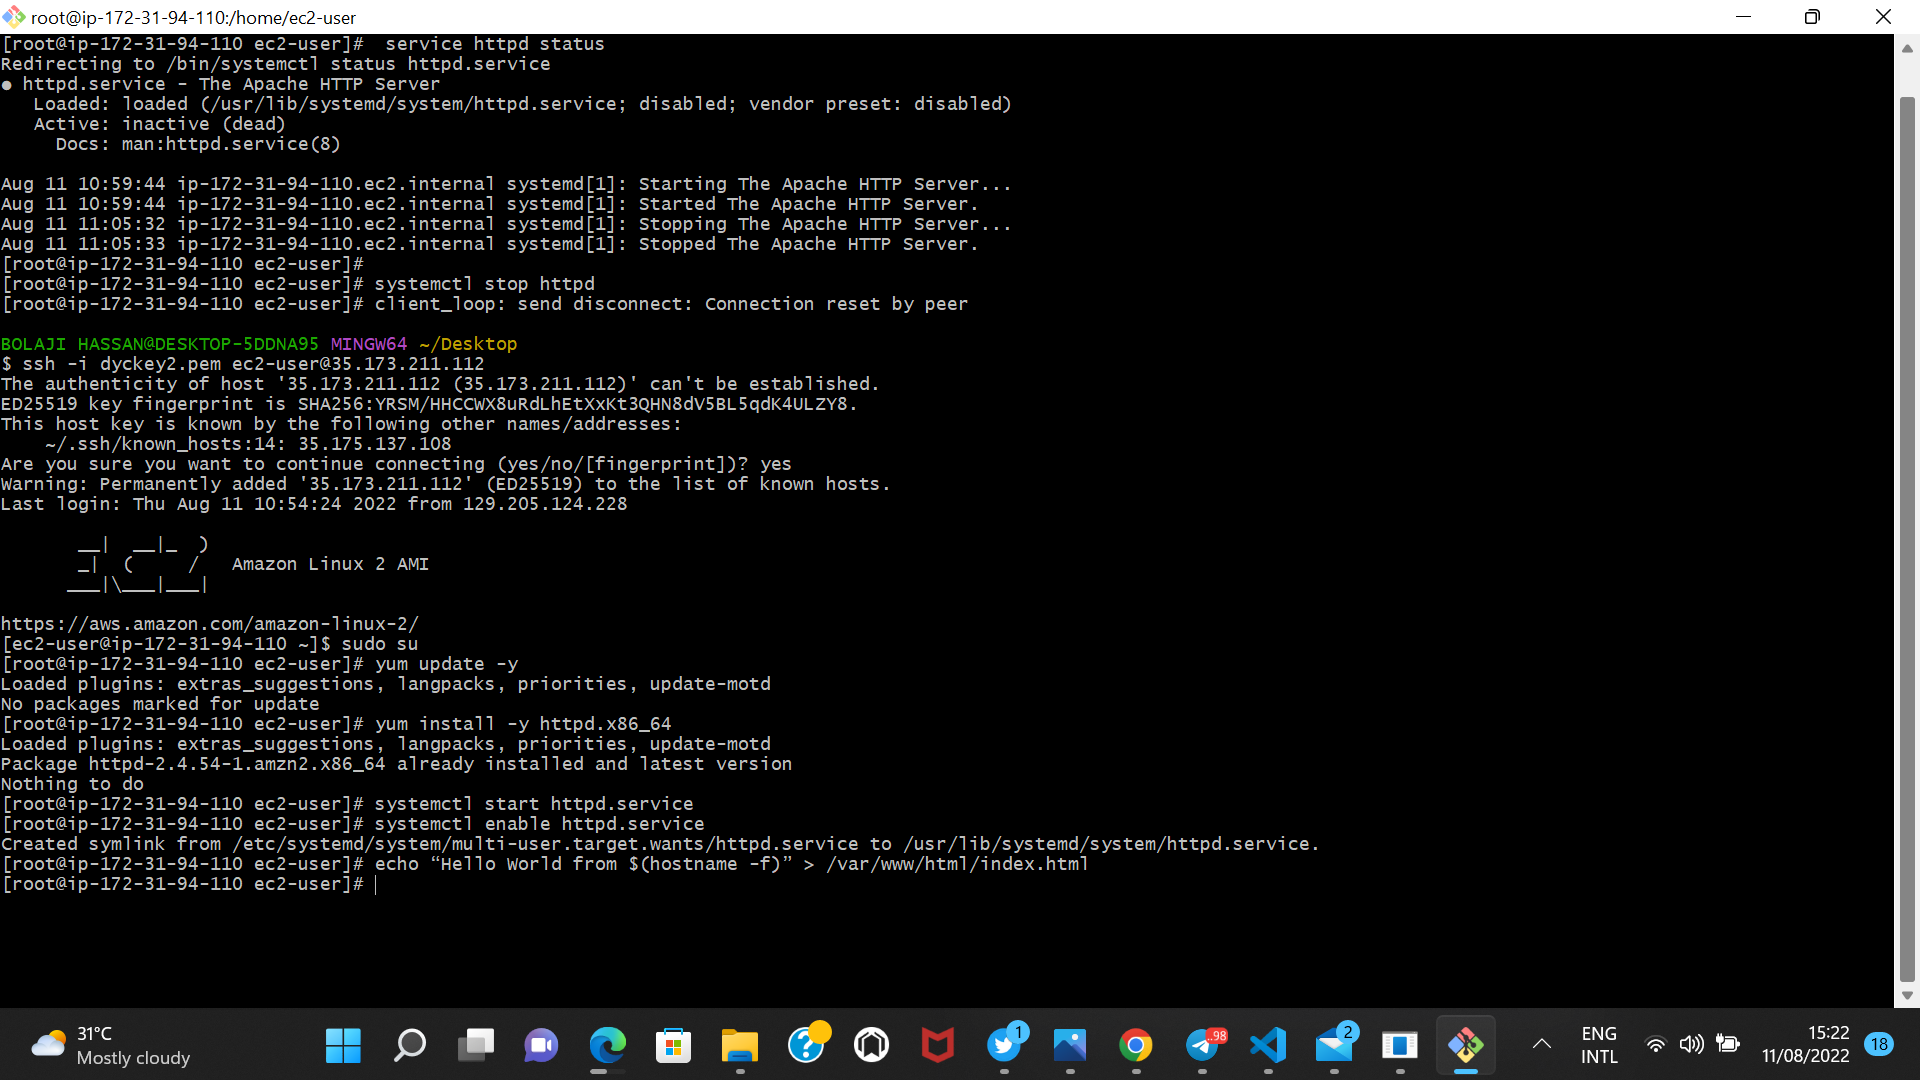 root@ip-172-31-94-110:/home/ec2-user
[root@ip-172-31-94-110 ec2-user]#  service httpd status
Redirecting to /bin/systemctl status httpd.service
● httpd.service - The Apache HTTP Server
   Loaded: loaded (/usr/lib/systemd/system/httpd.service; disabled; vendor preset: disabled)
   Active: inactive (dead)
     Docs: man:httpd.service(8)
Aug 11 10:59:44 ip-172-31-94-110.ec2.internal systemd[1]: Starting The Apache HTTP Server...
Aug 11 10:59:44 ip-172-31-94-110.ec2.internal systemd[1]: Started The Apache HTTP Server.
Aug 11 11:05:32 ip-172-31-94-110.ec2.internal systemd[1]: Stopping The Apache HTTP Server...
Aug 11 11:05:33 ip-172-31-94-110.ec2.internal systemd[1]: Stopped The Apache HTTP Server.
[root@ip-172-31-94-110 ec2-user]#
[root@ip-172-31-94-110 ec2-user]# systemctl stop httpd
[root@ip-172-31-94-110 ec2-user]# client_loop: send disconnect: Connection reset by peer
BOLAJI HASSAN@DESKTOP-5DDNA95 MINGW64 ~/Desktop
$ ssh -i dyckey2.pem ec2-user@35.173.211.112
The authenticity of host '35.173.211.112 (35.173.211.112)' can't be established.
ED25519 key fingerprint is SHA256:YRSM/HHCCWX8uRdLhEtXxKt3QHN8dV5BL5qdK4ULZY8.
This host key is known by the following other names/addresses:
    ~/.ssh/known_hosts:14: 35.175.137.108
Are you sure you want to continue connecting (yes/no/[fingerprint])? yes
Warning: Permanently added '35.173.211.112' (ED25519) to the list of known hosts.
Last login: Thu Aug 11 10:54:24 2022 from 129.205.124.228
       __|  __|_  )
       _|  (     /   Amazon Linux 2 AMI
      ___|\___|___|
https://aws.amazon.com/amazon-linux-2/
[ec2-user@ip-172-31-94-110 ~]$ sudo su
[root@ip-172-31-94-110 ec2-user]# yum update -y
Loaded plugins: extras_suggestions, langpacks, priorities, update-motd
No packages marked for update
[root@ip-172-31-94-110 ec2-user]# yum install -y httpd.x86_64
Loaded plugins: extras_suggestions, langpacks, priorities, update-motd
Package httpd-2.4.54-1.amzn2.x86_64 already installed and latest version
Nothing to do
[root@ip-172-31-94-110 ec2-user]# systemctl start httpd.service
[root@ip-172-31-94-110 ec2-user]# systemctl enable httpd.service
Created symlink from /etc/systemd/system/multi-user.target.wants/httpd.service to /usr/lib/systemd/system/httpd.service.
[root@ip-172-31-94-110 ec2-user]# echo “Hello World from $(hostname -f)” > /var/www/html/index.html
[root@ip-172-31-94-110 ec2-user]#
31°C
Mostly cloudy
1
..98
2
ENG
INTL
15:22
11/08/2022
18